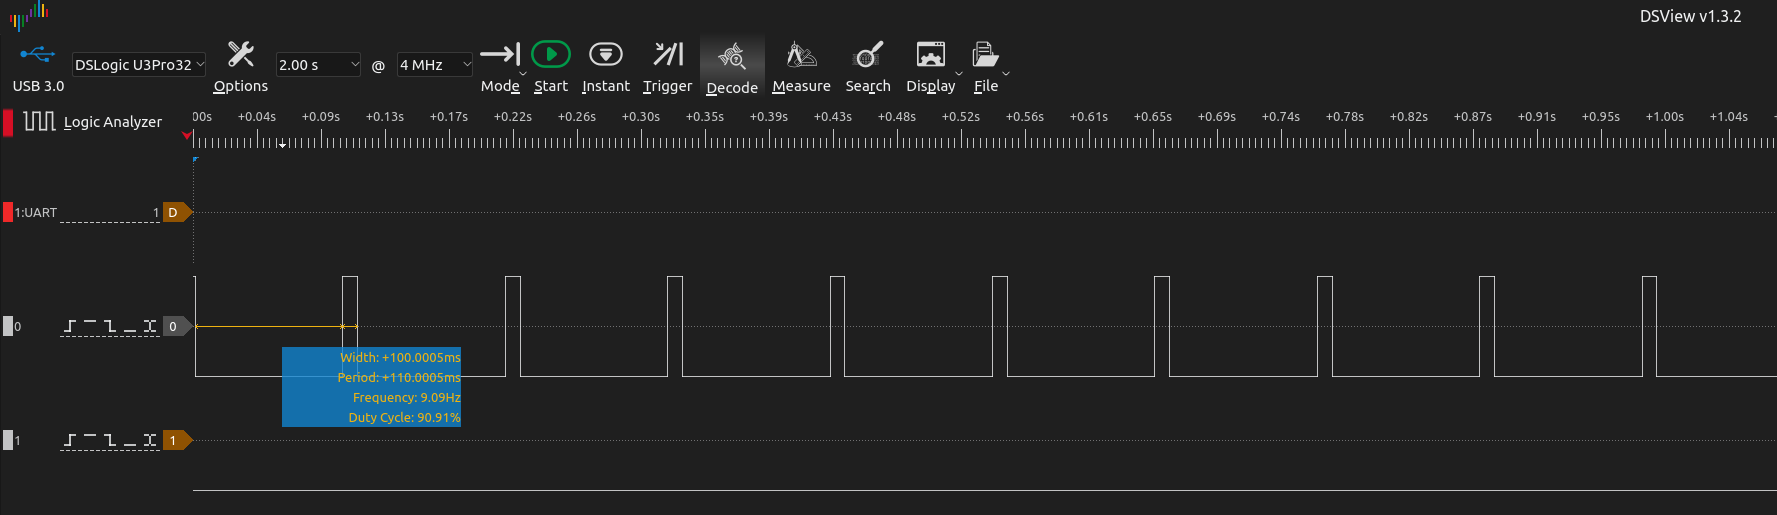 DSView v1.3.2
USB 3.0
DSLogic U3Pro32
Options
2.00 s
@
4 MHz
Mode
Start
Instant
Trigger
Decode
Measure
Search
Display
File
Logic Analyzer
00s +0.04s +0.09s +0.13s +0.17s +0.22s +0.26s +0.30s +0.35s +0.39s +0.43s +0.48s +0.52s +0.56s +0.61s +0.65s +0.69s +0.74s +0.78s +0.82s +0.87s +0.91s +0.95s +1.00s +1.04s
1:UART 1 D
0 0
Width: +100.0005ms
Period: +110.0005ms
Frequency: 9.09Hz
Duty Cycle: 90.91%
1 1